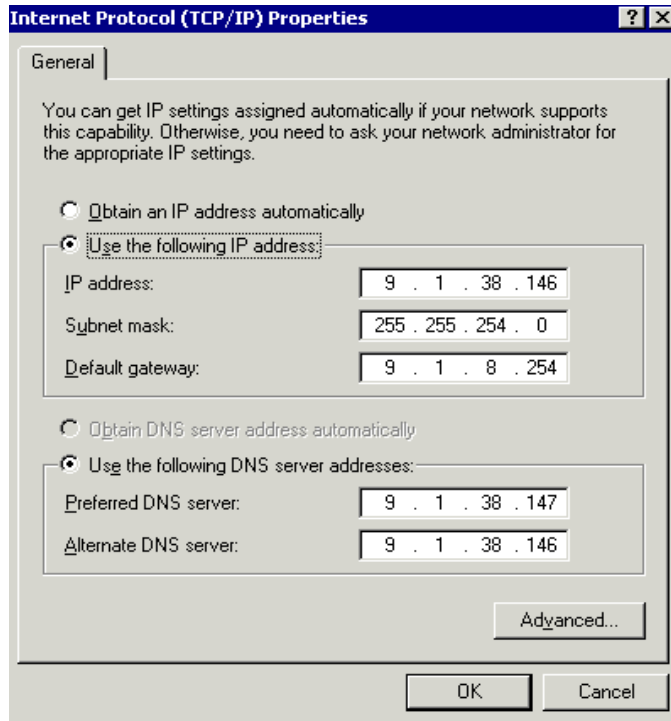 Internet Protocol (TCP/IP) Properties
General
You can get IP settings assigned automatically if your network supports
this capability. Otherwise, you need to ask your network administrator for
the appropriate IP settings.
Obtain an IP address automatically
Use the following IP address:
IP address: 9 . 1 . 38 . 146
Subnet mask: 255 . 255 . 254 . 0
Default gateway: 9 . 1 . 8 . 254
Obtain DNS server address automatically
Use the following DNS server addresses:
Preferred DNS server: 9 . 1 . 38 . 147
Alternate DNS server: 9 . 1 . 38 . 146
Advanced...
OK Cancel